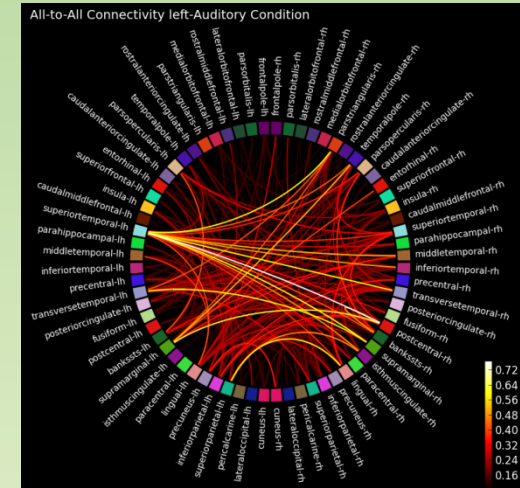 All-to-All Connectivity left-Auditory Condition
frontalpole-lh
parsorbitalis-lh
lateralorbitofrontal-lh
rostralmiddlefrontal-lh
medialorbitofrontal-lh
parstriangularis-lh
rostralanteriorcingulate-lh
temporalpole-lh
parsopercularis-lh
caudalanteriorcingulate-lh
entorhinal-lh
superiorfrontal-lh
insula-lh
caudalmiddlefrontal-lh
superiortemporal-lh
parahippocampal-lh
middletemporal-lh
inferiortemporal-lh
precentral-lh
transversetemporal-lh
posteriorcingulate-lh
fusiform-lh
postcentral-lh
bankssts-lh
supramarginal-lh
isthmuscingulate-lh
paracentral-lh
lingual-lh
precuneus-lh
inferiorparietal-lh
superiorparietal-lh
pericalcarine-lh
lateraloccipital-lh
cuneus-lh
frontalpole-rh
parsorbitalis-rh
lateralorbitofrontal-rh
rostralmiddlefrontal-rh
medialorbitofrontal-rh
parstriangularis-rh
rostralanteriorcingulate-rh
temporalpole-rh
parsopercularis-rh
caudalanteriorcingulate-rh
entorhinal-rh
superiorfrontal-rh
insula-rh
caudalmiddlefrontal-rh
superiortemporal-rh
parahippocampal-rh
middletemporal-rh
inferiortemporal-rh
precentral-rh
transversetemporal-rh
posteriorcingulate-rh
fusiform-rh
postcentral-rh
bankssts-rh
supramarginal-rh
isthmuscingulate-rh
paracentral-rh
lingual-rh
precuneus-rh
inferiorparietal-rh
superiorparietal-rh
pericalcarine-rh
lateraloccipital-rh
cuneus-rh
0.72
0.64
0.56
0.48
0.40
0.32
0.24
0.16